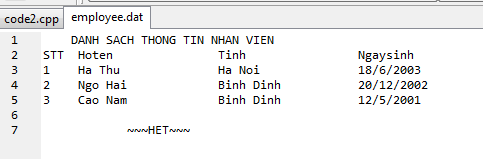 code2.cpp employee.dat
1 DANH SACH THONG TIN NHAN VIEN
2 STT Hoten Tinh Ngaysinh
3 1 Ha Thu Ha Noi 18/6/2003
4 2 Ngo Hai Binh Dinh 20/12/2002
5 3 Cao Nam Binh Dinh 12/5/2001
6
7 ~~~HET~~~